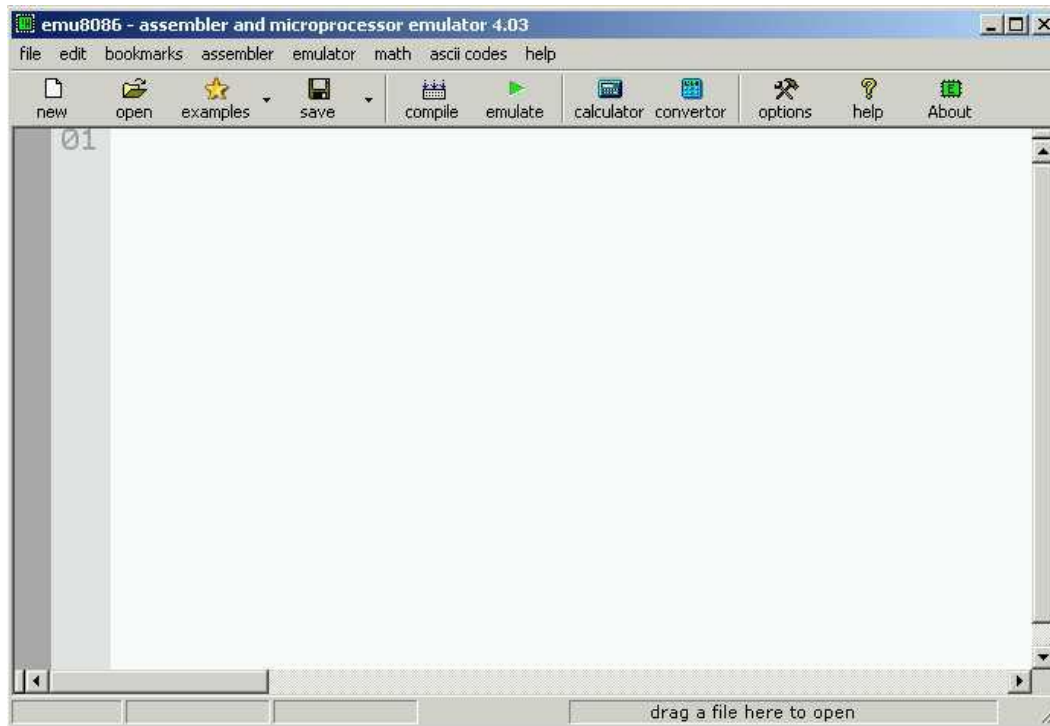 emu8086 - assembler and microprocessor emulator 4.03
file edit bookmarks assembler emulator math ascii codes help
new open examples save compile emulate calculator convertor options help About
01
drag a file here to open